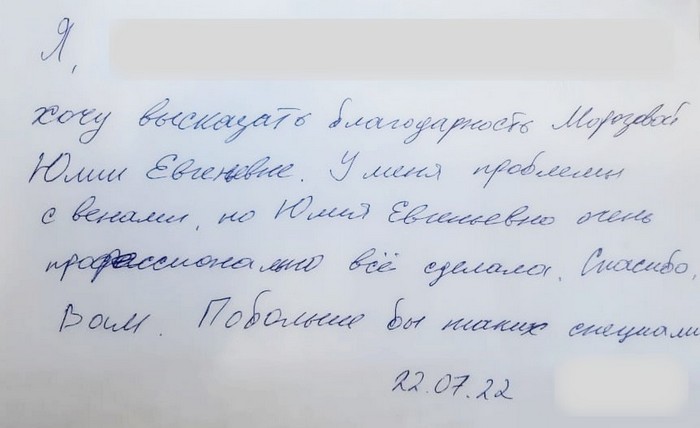 Я,
хочу высказать благодарность Морозовой
Юлии Евгеньевне. У меня проблемы
с венами, но Юлия Евгеньевна очень
профессионально всё сделала. Спасибо,
Вам. Побольше бы таких специали
22.07.22